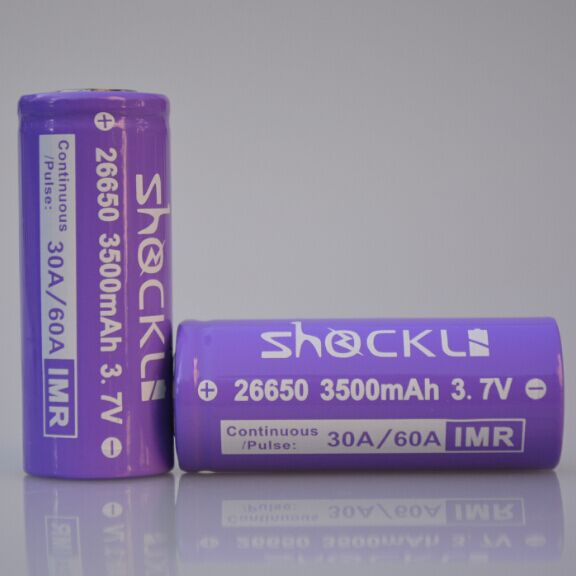 shOCKLi
⊕ 26650 3500mAh 3.7V ⊖
Continuous
/Pulse: 30A/60A IMR
shOCKLi
⊕ 26650 3500mAh 3.7V ⊖
Continuous
/Pulse: 30A/60A IMR